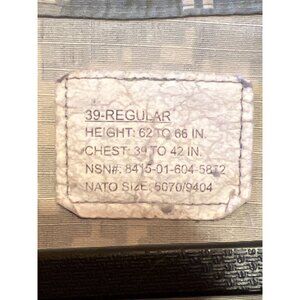 39-REGULAR
HEIGHT: 62 TO 66 IN.
CHEST: 39 TO 42 IN.
NSN#: 8415-01-604-5872
NATO SIZE: 5070/9404